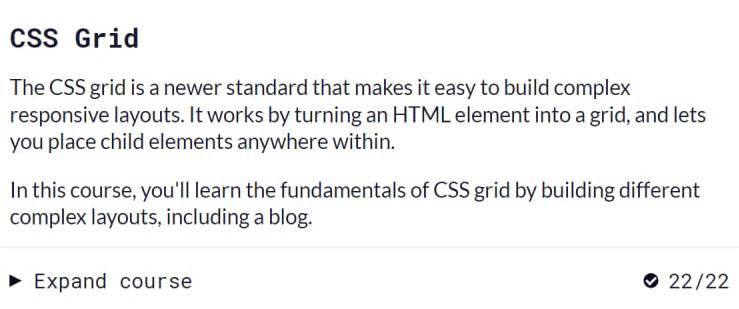 CSS Grid
The CSS grid is a newer standard that makes it easy to build complex
responsive layouts. It works by turning an HTML element into a grid, and lets
you place child elements anywhere within.
In this course, you'll learn the fundamentals of CSS grid by building different
complex layouts, including a blog.
Expand course 22/22